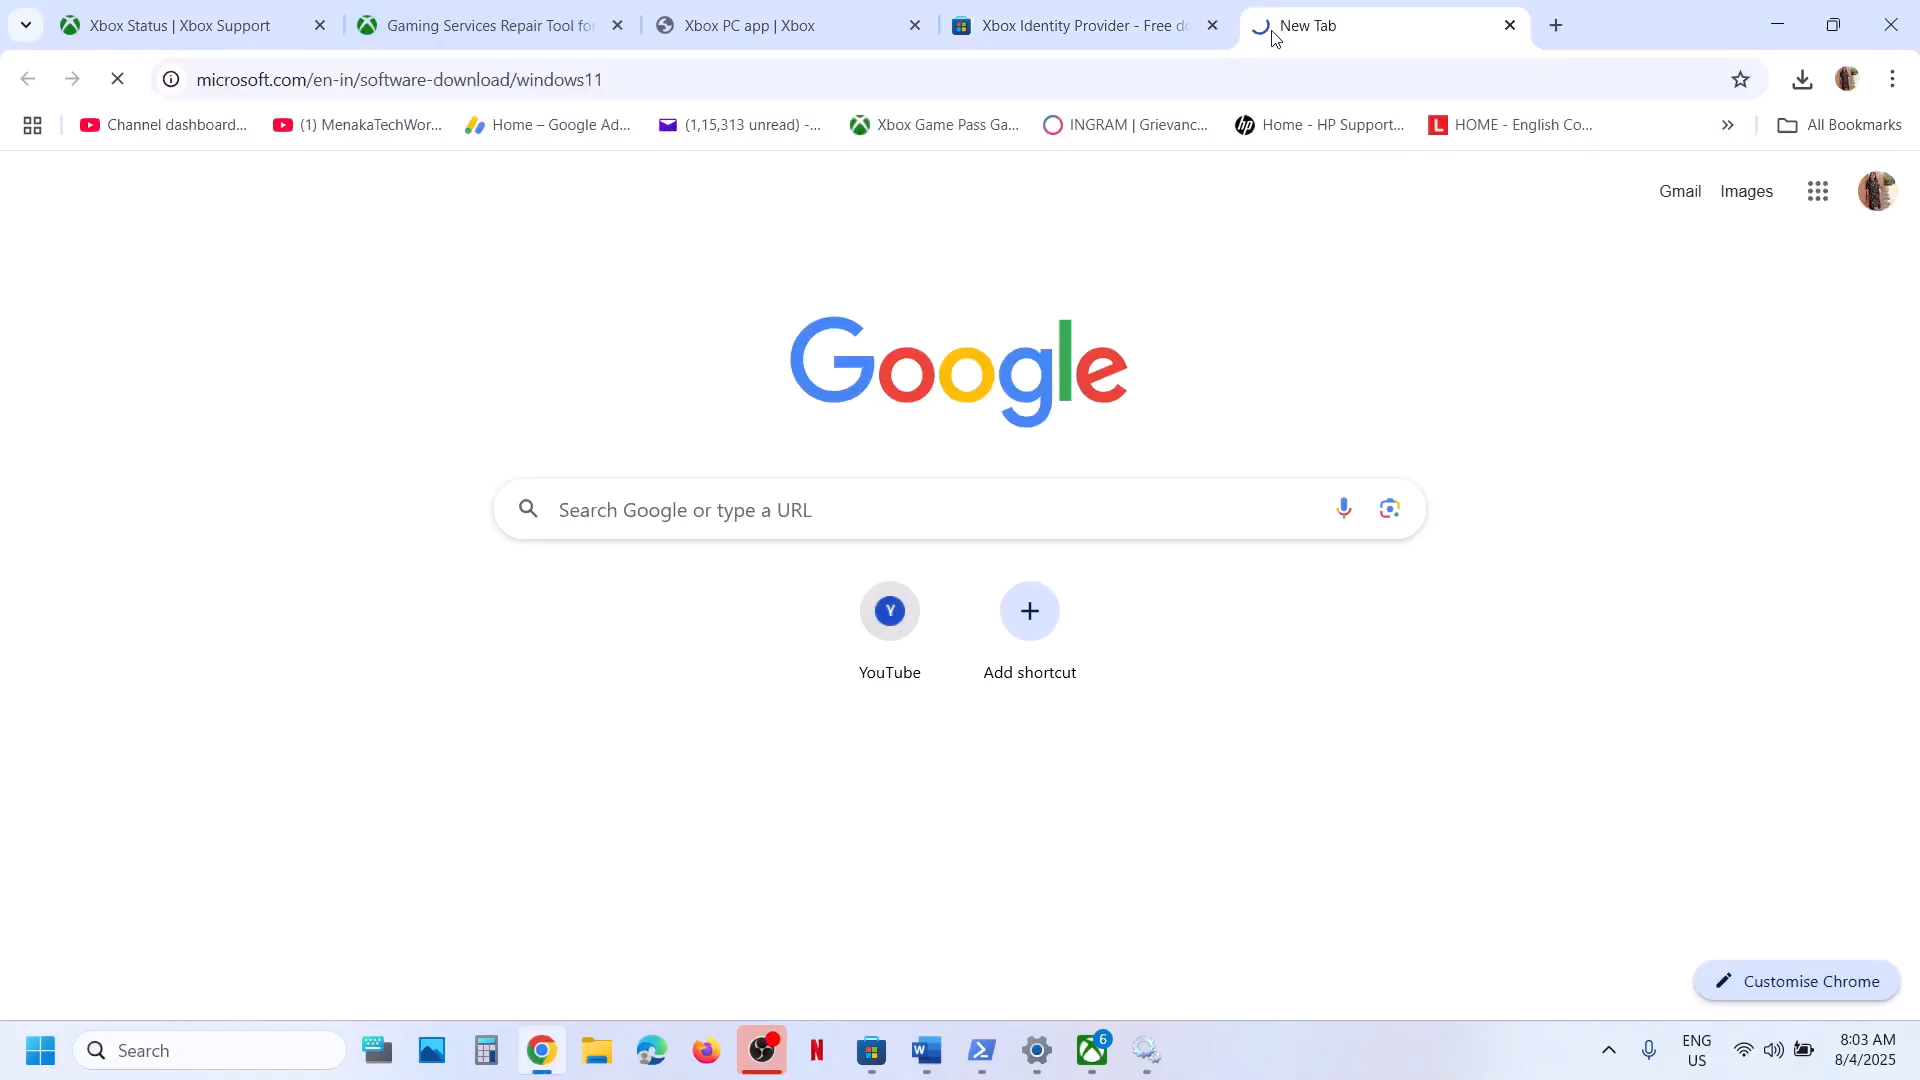 Xbox Status | Xbox Support
Gaming Services Repair Tool for
Xbox PC app | Xbox
Xbox Identity Provider - Free do
New Tab
microsoft.com/en-in/software-download/windows11
Channel dashboard...
(1) MenakaTechWor...
Home – Google Ad...
(1,15,313 unread) -...
Xbox Game Pass Ga...
INGRAM | Grievanc...
Home - HP Support...
HOME - English Co...
All Bookmarks
Gmail
Images
Google
Search Google or type a URL
Y
YouTube
Add shortcut
Customise Chrome
Search
6
ENG
US
8:03 AM
8/4/2025